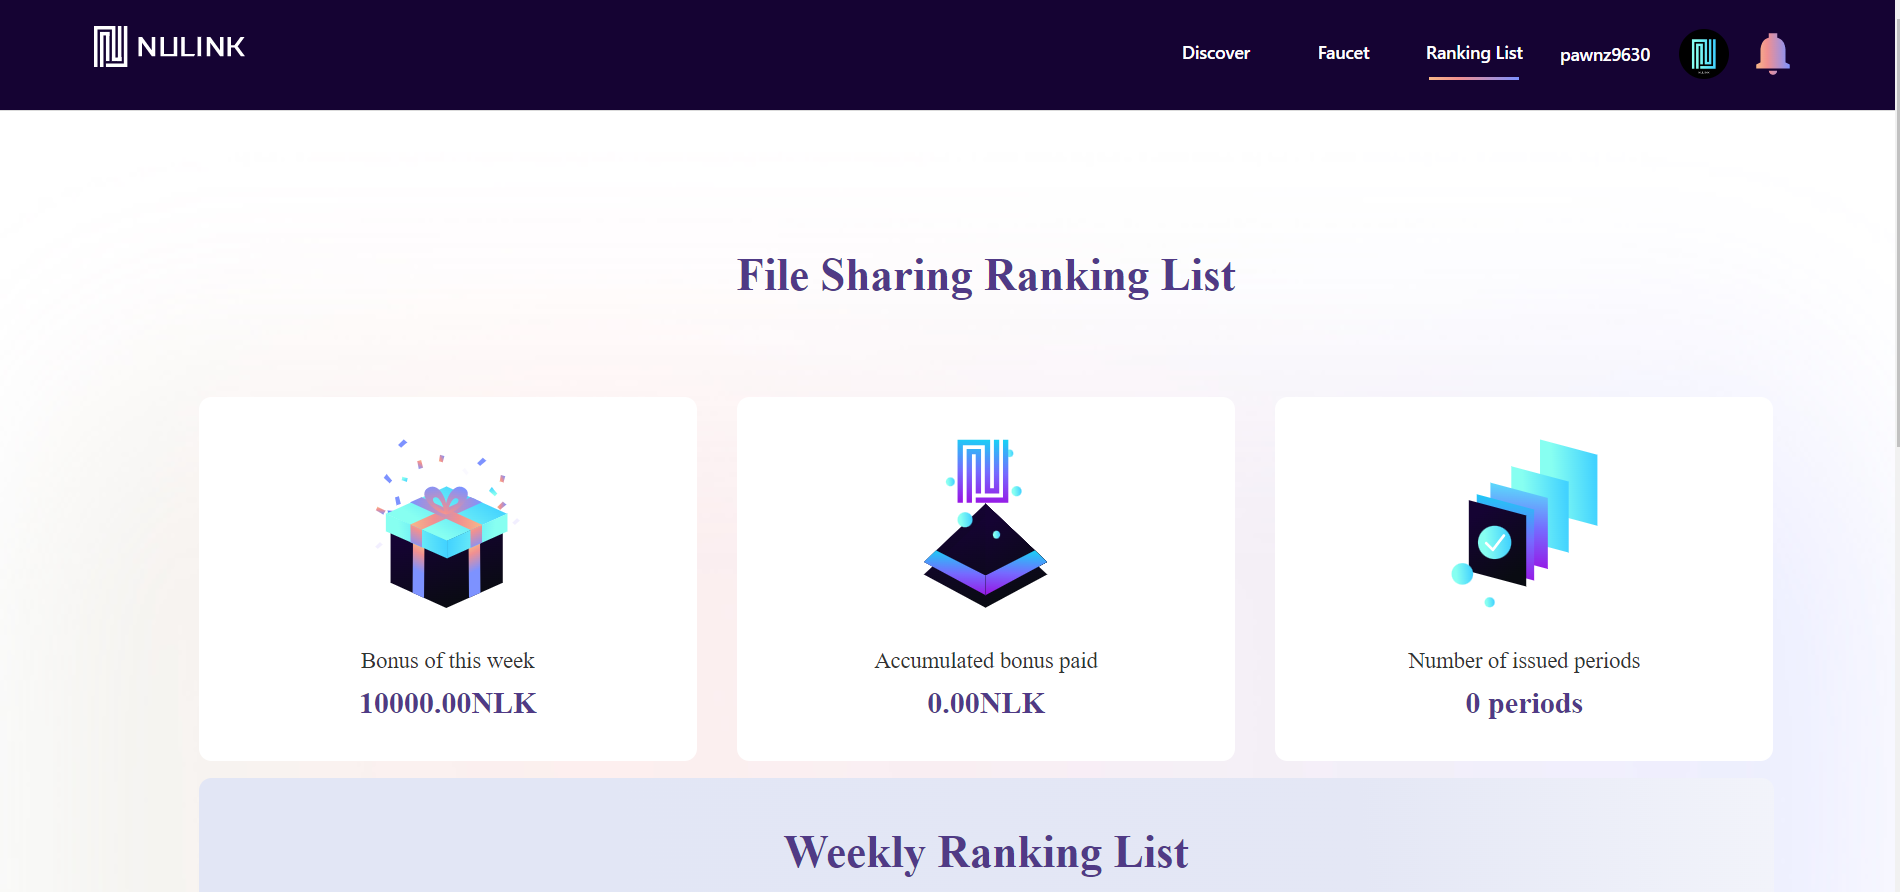 NULINK
Discover
Faucet
Ranking List
pawnz9630
File Sharing Ranking List
Bonus of this week
10000.00NLK
Accumulated bonus paid
0.00NLK
Number of issued periods
0 periods
Weekly Ranking List